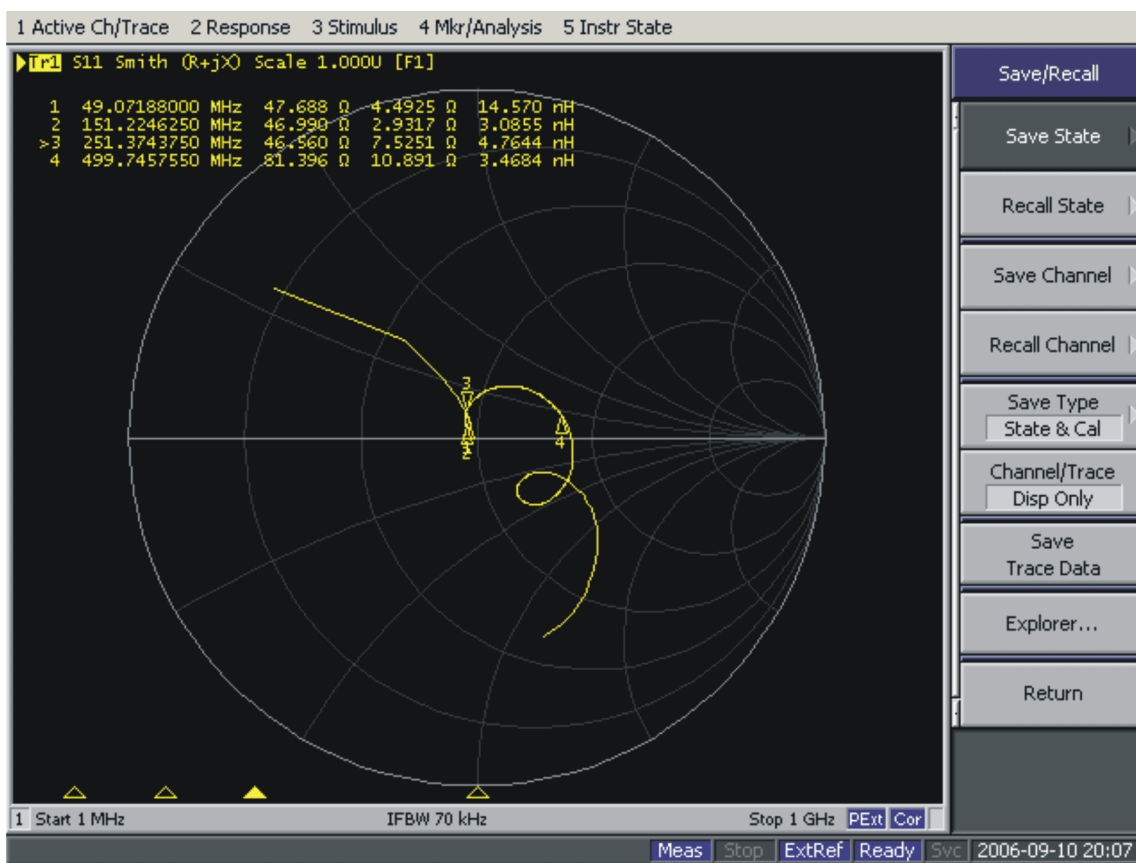 1 Active Ch/Trace 2 Response 3 Stimulus 4 Mkr/Analysis 5 Instr State
Tr1 S11 Smith (R+jX) Scale 1.000U [F1]
1 49.07188000 MHz 47.688 Ω 4.4925 Ω 14.570 nH
2 151.2246250 MHz 46.990 Ω 2.9317 Ω 3.0855 nH
>3 251.3743750 MHz 46.560 Ω 7.5251 Ω 4.7644 nH
4 499.7457550 MHz 81.396 Ω 10.891 Ω 3.4684 nH
3
4
Save/Recall
Save State
Recall State
Save Channel
Recall Channel
Save Type
State & Cal
Channel/Trace
Disp Only
Save
Trace Data
Explorer...
Return
1 Start 1 MHz IFBW 70 kHz Stop 1 GHz PExt Cor
Meas Stop ExtRef Ready Svc 2006-09-10 20:07